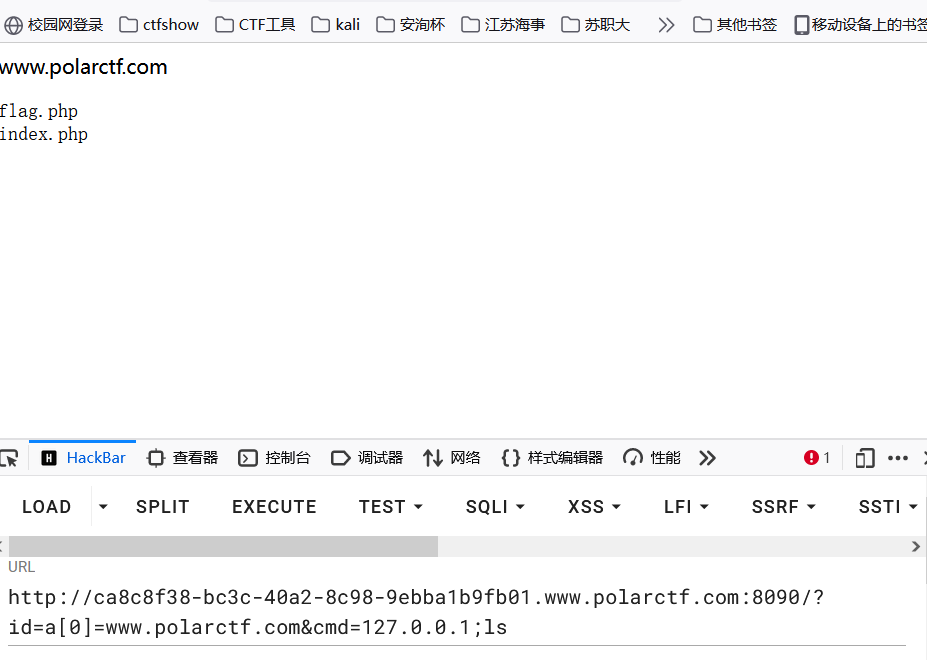 校园网登录 ctfshow CTF工具 kali 安洵杯 江苏海事 苏职大 其他书签 移动设备上的书签
www.polarctf.com
flag.php
index.php
HackBar 查看器 控制台 调试器 网络 样式编辑器 性能 1
LOAD SPLIT EXECUTE TEST SQLI XSS LFI SSRF SSTI
URL
http://ca8c8f38-bc3c-40a2-8c98-9ebba1b9fb01.www.polarctf.com:8090/?
id=a[0]=www.polarctf.com&cmd=127.0.0.1;ls